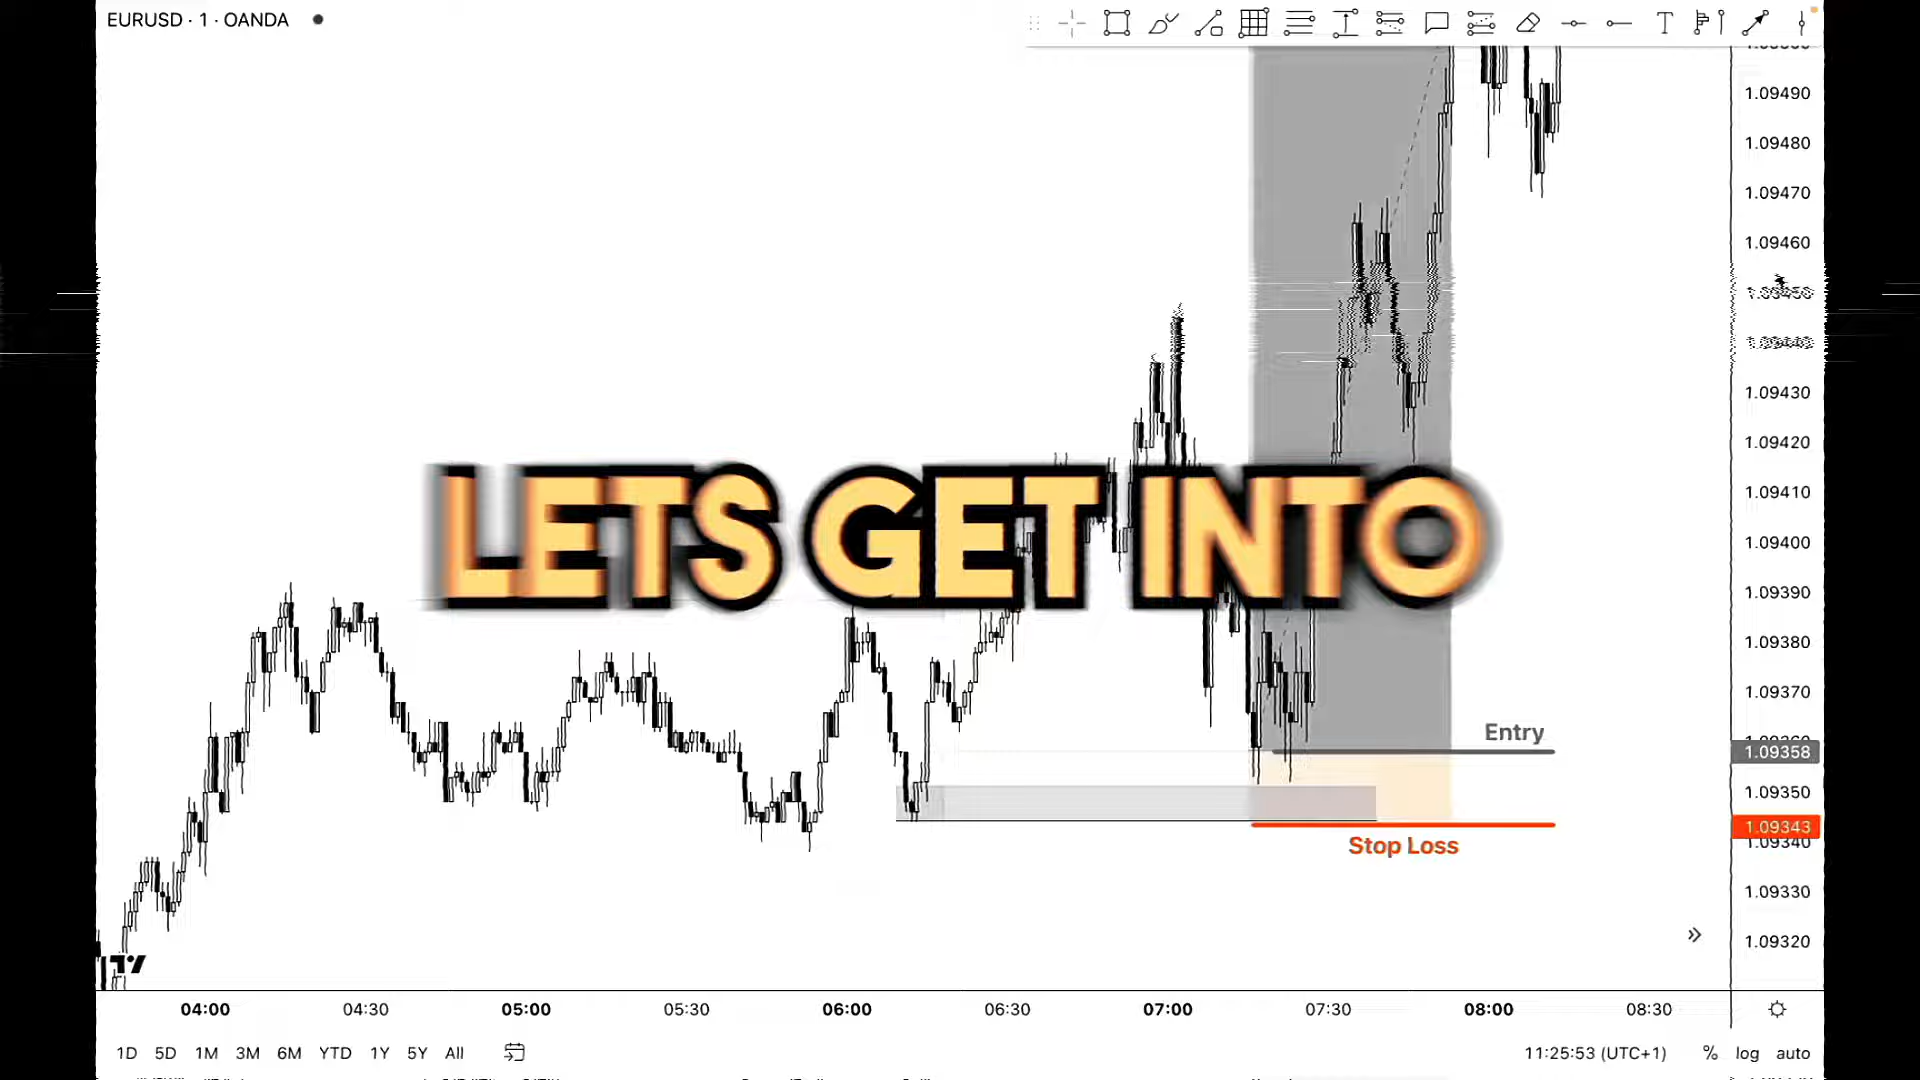 EURUSD · 1 · OANDA
1.09490
1.09480
1.09470
1.09460
1.09430
1.09420
LETS GET INTO
1.09410
1.09400
1.09390
1.09380
1.09370
Entry
1.09358
1.09350
1.09343
Stop Loss
1.09340
1.09330
1.09320
04:00 04:30 05:00 05:30 06:00 06:30 07:00 07:30 08:00 08:30
1D 5D 1M 3M 6M YTD 1Y 5Y All 11:25:53 (UTC+1) % log auto